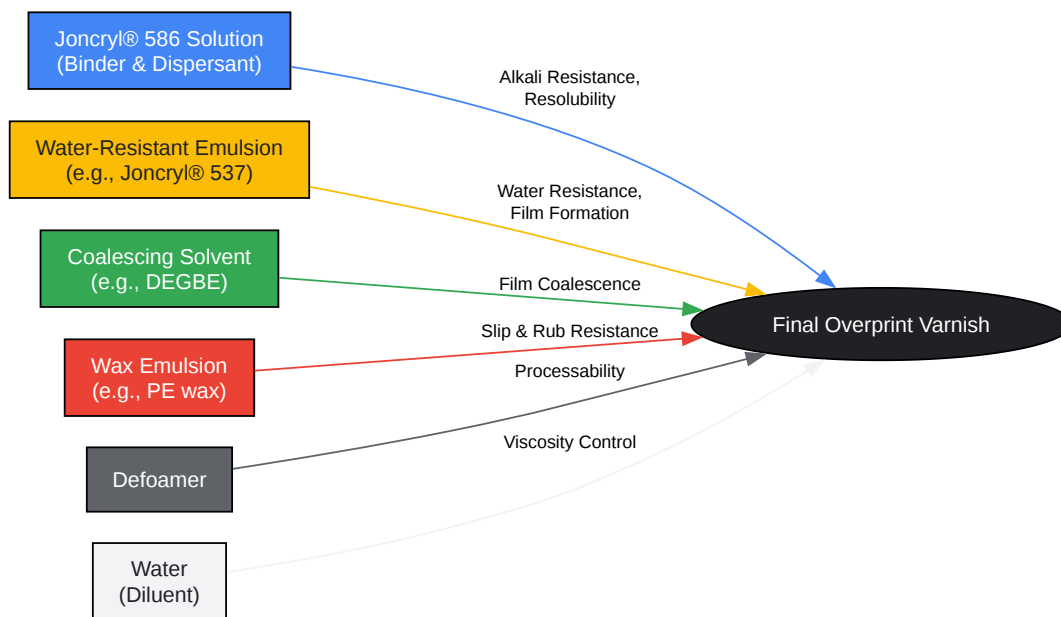 Joncryl® 586 Solution
(Binder & Dispersant)
Alkali Resistance,
Resolubility
Water-Resistant Emulsion
(e.g., Joncryl® 537)
Water Resistance,
Film Formation
Coalescing Solvent
(e.g., DEGBE)
Film Coalescence
Wax Emulsion
(e.g., PE wax)
Slip & Rub Resistance
Final Overprint Varnish
Defoamer
Processability
Water
(Diluent)
Viscosity Control